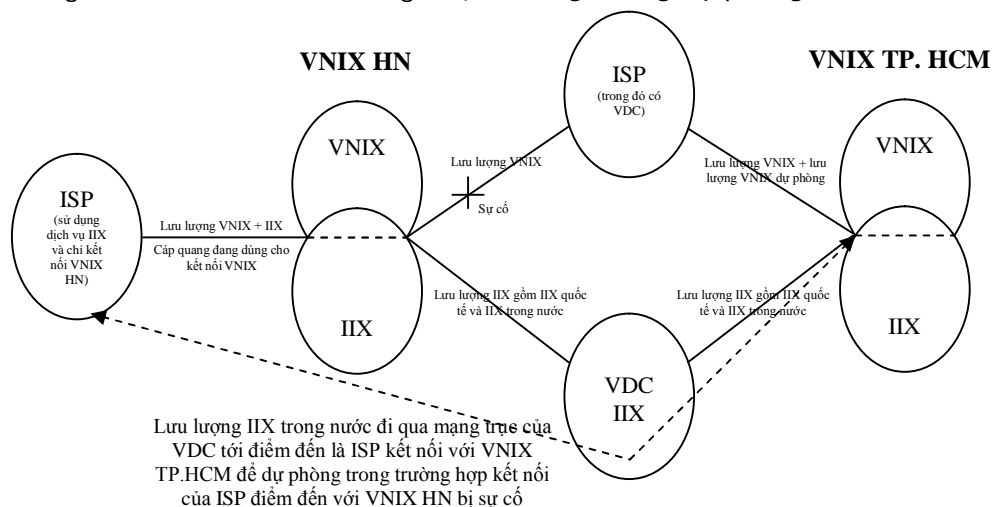 VNIX HN
VNIX TP. HCM
ISP
(trong đó có
VDC)
VNIX
VNIX
Lưu lượng VNIX
Lưu lượng VNIX + lưu
lượng VNIX dự phòng
Sự cố
ISP
(sử dụng
dịch vụ IIX
và chỉ kết
nối VNIX
HN)
Lưu lượng VNIX + IIX
Cáp quang đang dùng cho
kết nối VNIX
Lưu lượng IIX gồm IIX quốc
tế và IIX trong nước
Lưu lượng IIX gồm IIX quốc
tế và IIX trong nước
IIX
IIX
VDC
IIX
Lưu lượng IIX trong nước đi qua mạng trục của
VDC tới điểm đến là ISP kết nối với VNIX
TP.HCM để dự phòng trong trường hợp kết nối
của ISP điểm đến với VNIX HN bị sự cố